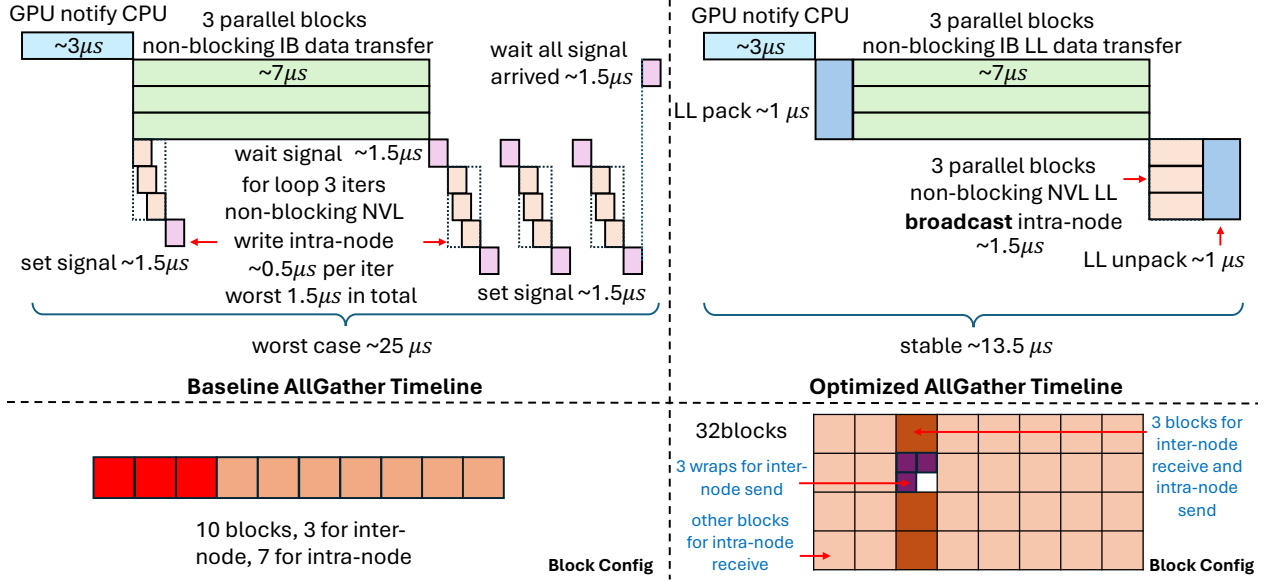 GPU notify CPU
~3μs
3 parallel blocks
non-blocking IB data transfer
~7μs
wait all signal
arrived ~1.5μs
wait signal ~1.5μs
for loop 3 iters
non-blocking NVL
write intra-node
~0.5μs per iter
worst 1.5μs in total
set signal ~1.5μs
set signal ~1.5μs
worst case ~25 μs
Baseline AllGather Timeline
GPU notify CPU
~3μs
3 parallel blocks
non-blocking IB LL data transfer
~7μs
LL pack ~1 μs
3 parallel blocks
non-blocking NVL LL
broadcast intra-node
~1.5μs
LL unpack ~1 μs
stable ~13.5 μs
Optimized AllGather Timeline
10 blocks, 3 for inter-
node, 7 for intra-node
Block Config
32blocks
3 wraps for inter-
node send
other blocks
for intra-node
receive
3 blocks for
inter-node
receive and
intra-node
send
Block Config